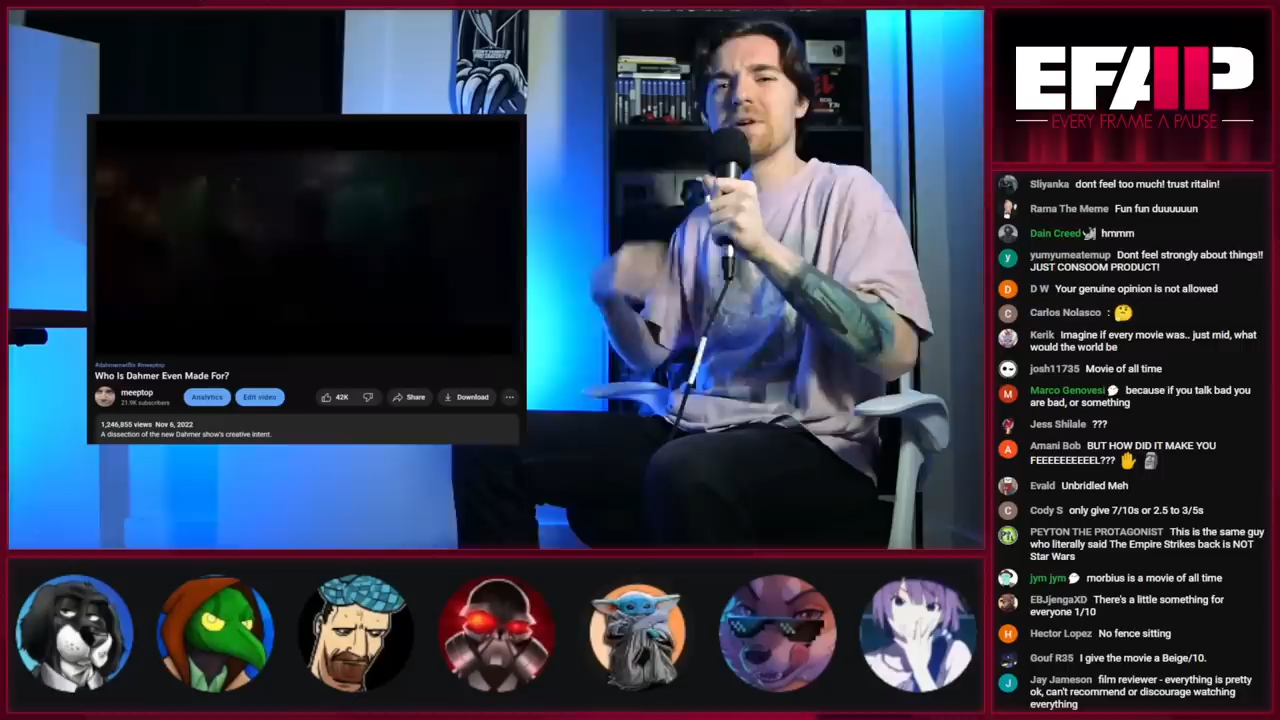 EFAP
EVERY FRAME A PAUSE
#dahmernetflix #meeptop
Who Is Dahmer Even Made For?
meeptop
21.9K subscribers
Analytics
Edit video
42K
Share
Download
1,246,855 views Nov 6, 2022
A dissection of the new Dahmer show's creative intent.
Sliyanka dont feel too much! trust ritalin!
Rama The Meme Fun fun duuuuuun
Dain Creed hmmm
yumyumeatemup Dont feel strongly about things!!
JUST CONSOOM PRODUCT!
D W Your genuine opinion is not allowed
Carlos Nolasco : 🤔
Kerik Imagine if every movie was.. just mid, what
would the world be
josh11735 Movie of all time
Marco Genovesi because if you talk bad you
are bad, or something
Jess Shilale ???
Amani Bob BUT HOW DID IT MAKE YOU
FEEEEEEEEEEL??? ✋
Evald Unbridled Meh
Cody S only give 7/10s or 2.5 to 3/5s
PEYTON THE PROTAGONIST This is the same guy
who literally said The Empire Strikes back is NOT
Star Wars
jym jym morbius is a movie of all time
EBJjengaXD There's a little something for
everyone 1/10
Hector Lopez No fence sitting
Gouf R35 I give the movie a Beige/10.
Jay Jameson film reviewer - everything is pretty
ok, can't recommend or discourage watching
everything